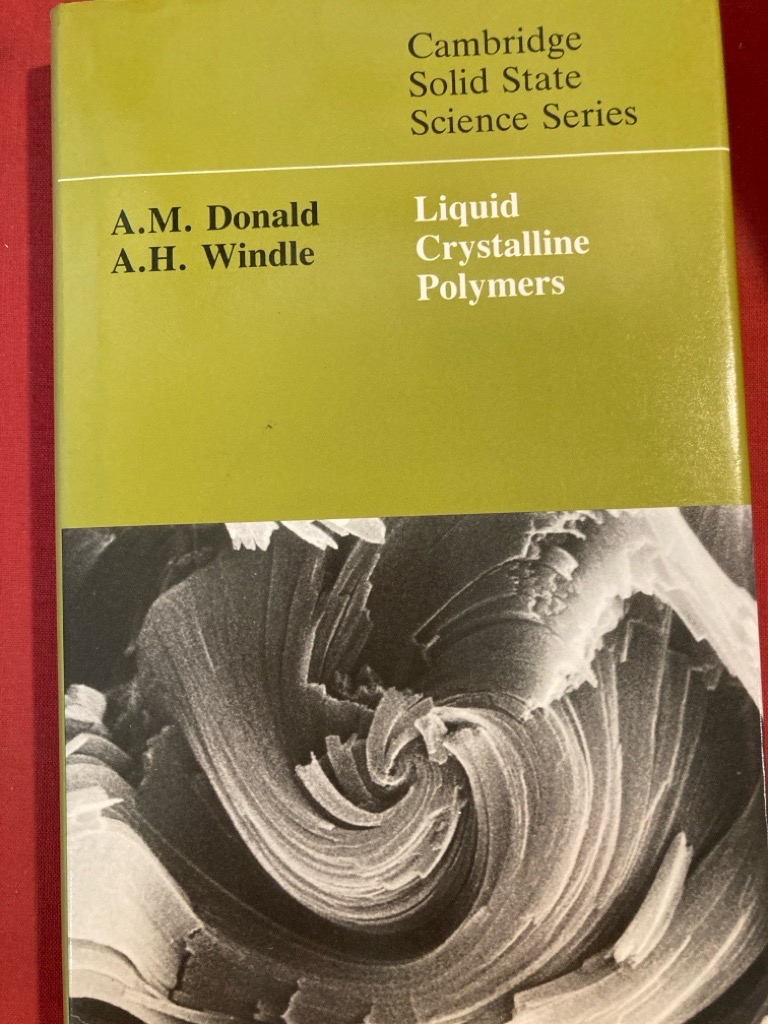 Cambridge
Solid State
Science Series
A.M. Donald
A.H. Windle
Liquid
Crystalline
Polymers